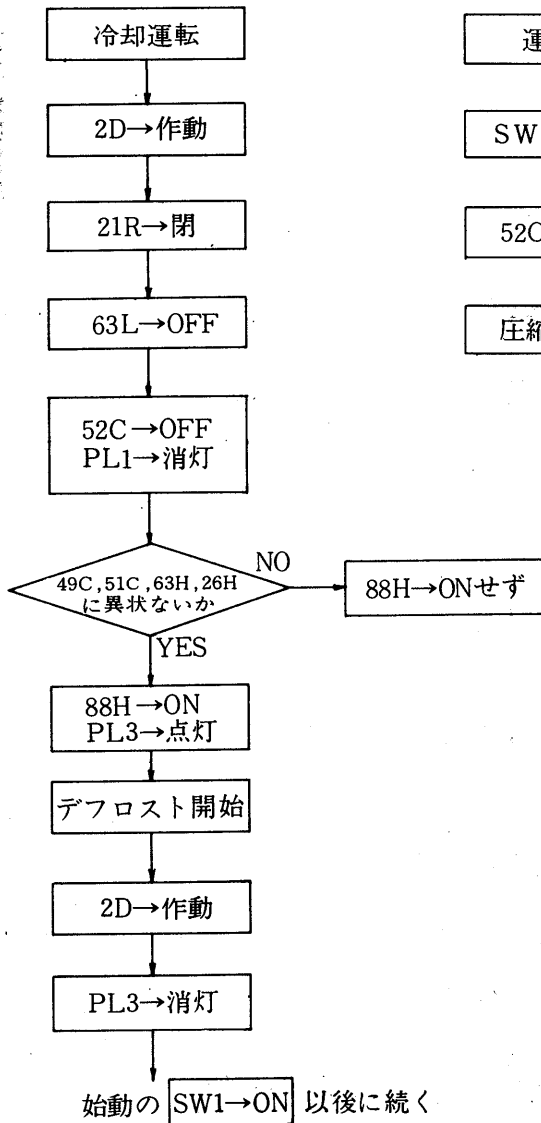 冷却運転
2D→作動
21R→閉
63L→OFF
52C→OFF
PL1→消灯
49C,51C,63H,26H
に異状ないか
NO
88H→ONせず
YES
88H→ON
PL3→点灯
デフロスト開始
2D→作動
PL3→消灯
始動の SW1→ON 以後に続く
運
SW
52C
圧縮